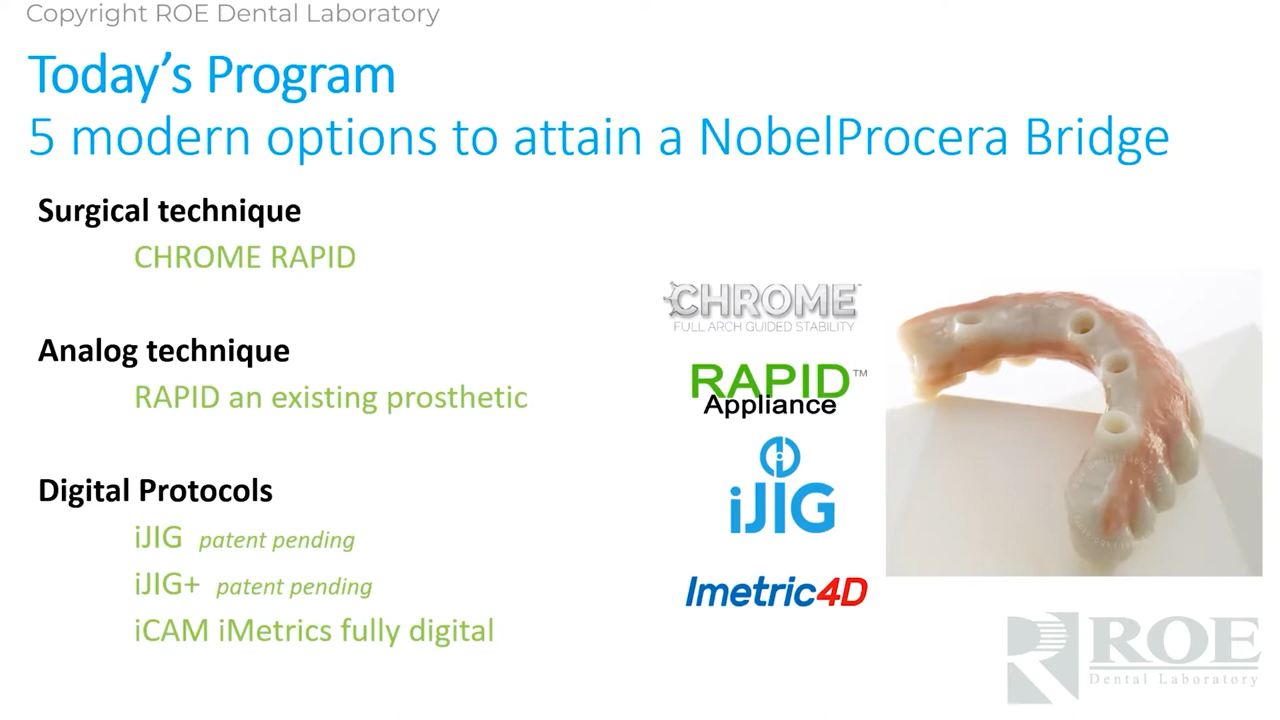 Copyright ROE Dental Laboratory
Today's Program
5 modern options to attain a NobelProcera Bridge
Surgical technique
CHROME RAPID
Analog technique
RAPID an existing prosthetic
Digital Protocols
iJIG patent pending
iJIG+ patent pending
iCAM iMetrics fully digital
CHROME™
FULL ARCH GUIDED STABILITY
RAPID™
Appliance
iJIG
Imetric4D
ROE
Dental Laboratory